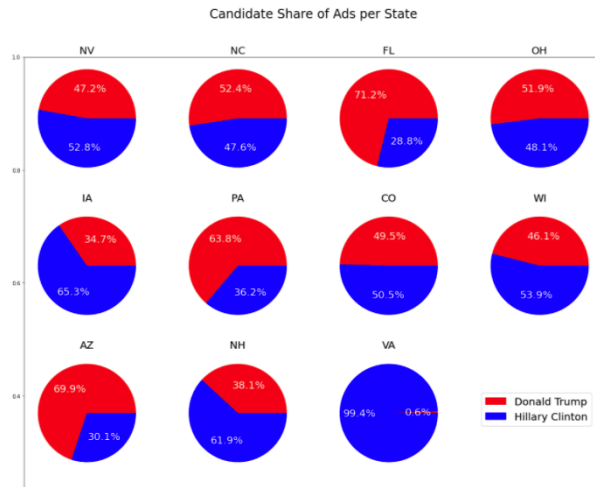 Candidate Share of Ads per State
NV NC FL OH
1.0
47.2% 52.4% 71.2% 51.9%
52.8% 47.6% 28.8% 48.1%
0.8
IA PA CO WI
34.7% 63.8% 49.5% 46.1%
65.3% 36.2% 50.5% 53.9%
0.6
AZ NH VA
69.9% 38.1% 99.4% 0.6%
30.1% 61.9%
0.4
Donald Trump
Hillary Clinton